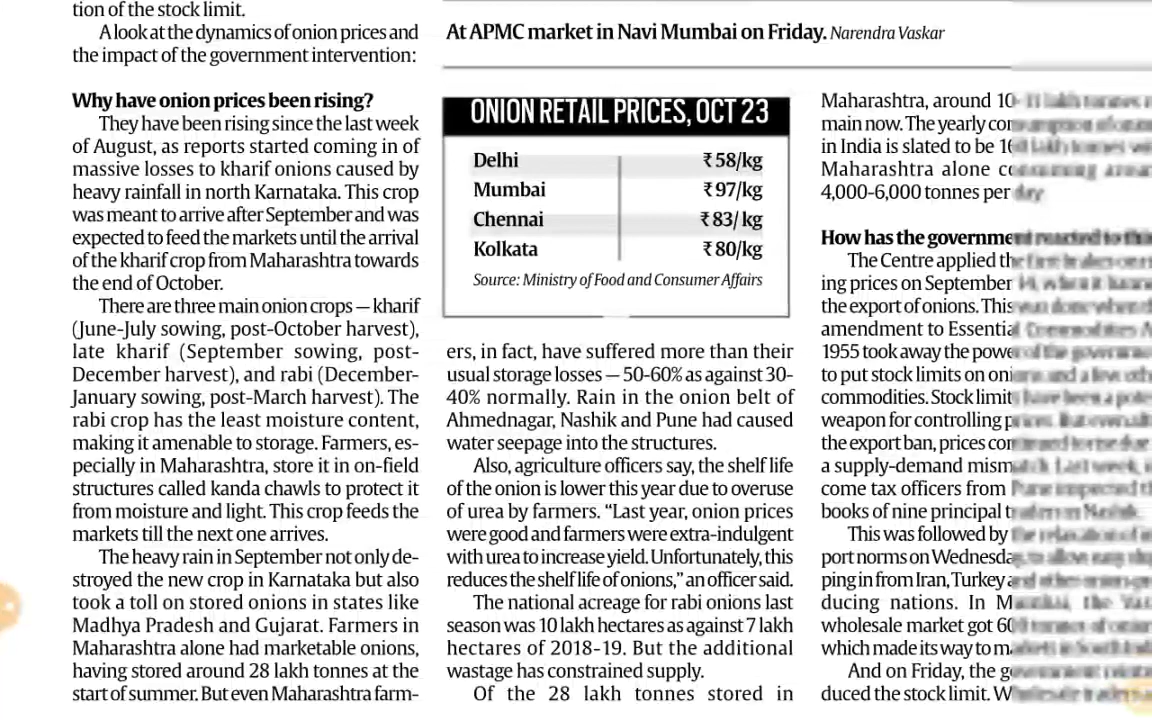 tion of the stock limit.
A look at the dynamics of onion prices and
the impact of the government intervention:
Why have onion prices been rising?
They have been rising since the last week
of August, as reports started coming in of
massive losses to kharif onions caused by
heavy rainfall in north Karnataka. This crop
was meant to arrive after September and was
expected to feed the markets until the arrival
of the kharif crop from Maharashtra towards
the end of October.
There are three main onion crops — kharif
(June-July sowing, post-October harvest),
late kharif (September sowing, post-
December harvest), and rabi (December-
January sowing, post-March harvest). The
rabi crop has the least moisture content,
making it amenable to storage. Farmers, es-
pecially in Maharashtra, store it in on-field
structures called kanda chawls to protect it
from moisture and light. This crop feeds the
markets till the next one arrives.
The heavy rain in September not only de-
stroyed the new crop in Karnataka but also
took a toll on stored onions in states like
Madhya Pradesh and Gujarat. Farmers in
Maharashtra alone had marketable onions,
having stored around 28 lakh tonnes at the
start of summer. But even Maharashtra farm-
At APMC market in Navi Mumbai on Friday. Narendra Vaskar
ONION RETAIL PRICES, OCT 23
Delhi ₹58/kg
Mumbai ₹97/kg
Chennai ₹83/ kg
Kolkata ₹80/kg
Source: Ministry of Food and Consumer Affairs
ers, in fact, have suffered more than their
usual storage losses — 50-60% as against 30-
40% normally. Rain in the onion belt of
Ahmednagar, Nashik and Pune had caused
water seepage into the structures.
Also, agriculture officers say, the shelf life
of the onion is lower this year due to overuse
of urea by farmers. “Last year, onion prices
were good and farmers were extra-indulgent
with urea to increase yield. Unfortunately, this
reduces the shelf life of onions,” an officer said.
The national acreage for rabi onions last
season was 10 lakh hectares as against 7 lakh
hectares of 2018-19. But the additional
wastage has constrained supply.
Of the 28 lakh tonnes stored in
Maharashtra, around
main now. The yearly
in India is slated to be
Maharashtra alone
4,000-6,000 tonnes per day
How has the government reacted to this
The Centre applied the
ing prices on September
the export of onions. This
amendment to Essential
1955 took away the power
to put stock limits on
commodities. Stock limits
weapon for controlling
the export ban, prices
a supply-demand mismatch.
come tax officers from
books of nine principal
This was followed by
port norms on Wednesday,
ping in from Iran, Turkey
ducing nations. In
wholesale market got
which made its way to
And on Friday, the
duced the stock limit.